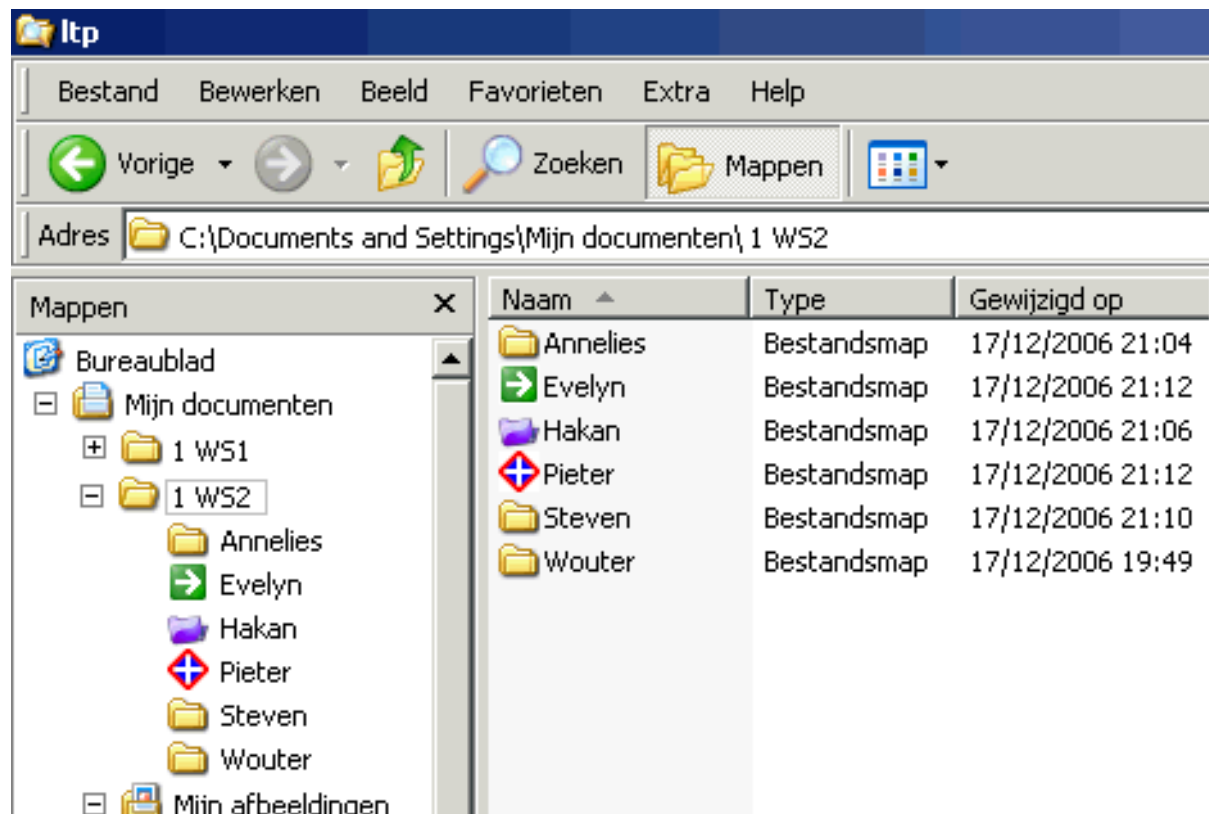 ltp
Bestand Bewerken Beeld Favorieten Extra Help
Vorige Zoeken Mappen
Adres C:\Documents and Settings\Mijn documenten\ 1 WS2
Mappen
Bureaublad
Mijn documenten
1 WS1
1 WS2
Annelies
Evelyn
Hakan
Pieter
Steven
Wouter
Mijn afbeeldingen
Naam Type Gewijzigd op
Annelies Bestandsmap 17/12/2006 21:04
Evelyn Bestandsmap 17/12/2006 21:12
Hakan Bestandsmap 17/12/2006 21:06
Pieter Bestandsmap 17/12/2006 21:12
Steven Bestandsmap 17/12/2006 21:10
Wouter Bestandsmap 17/12/2006 19:49